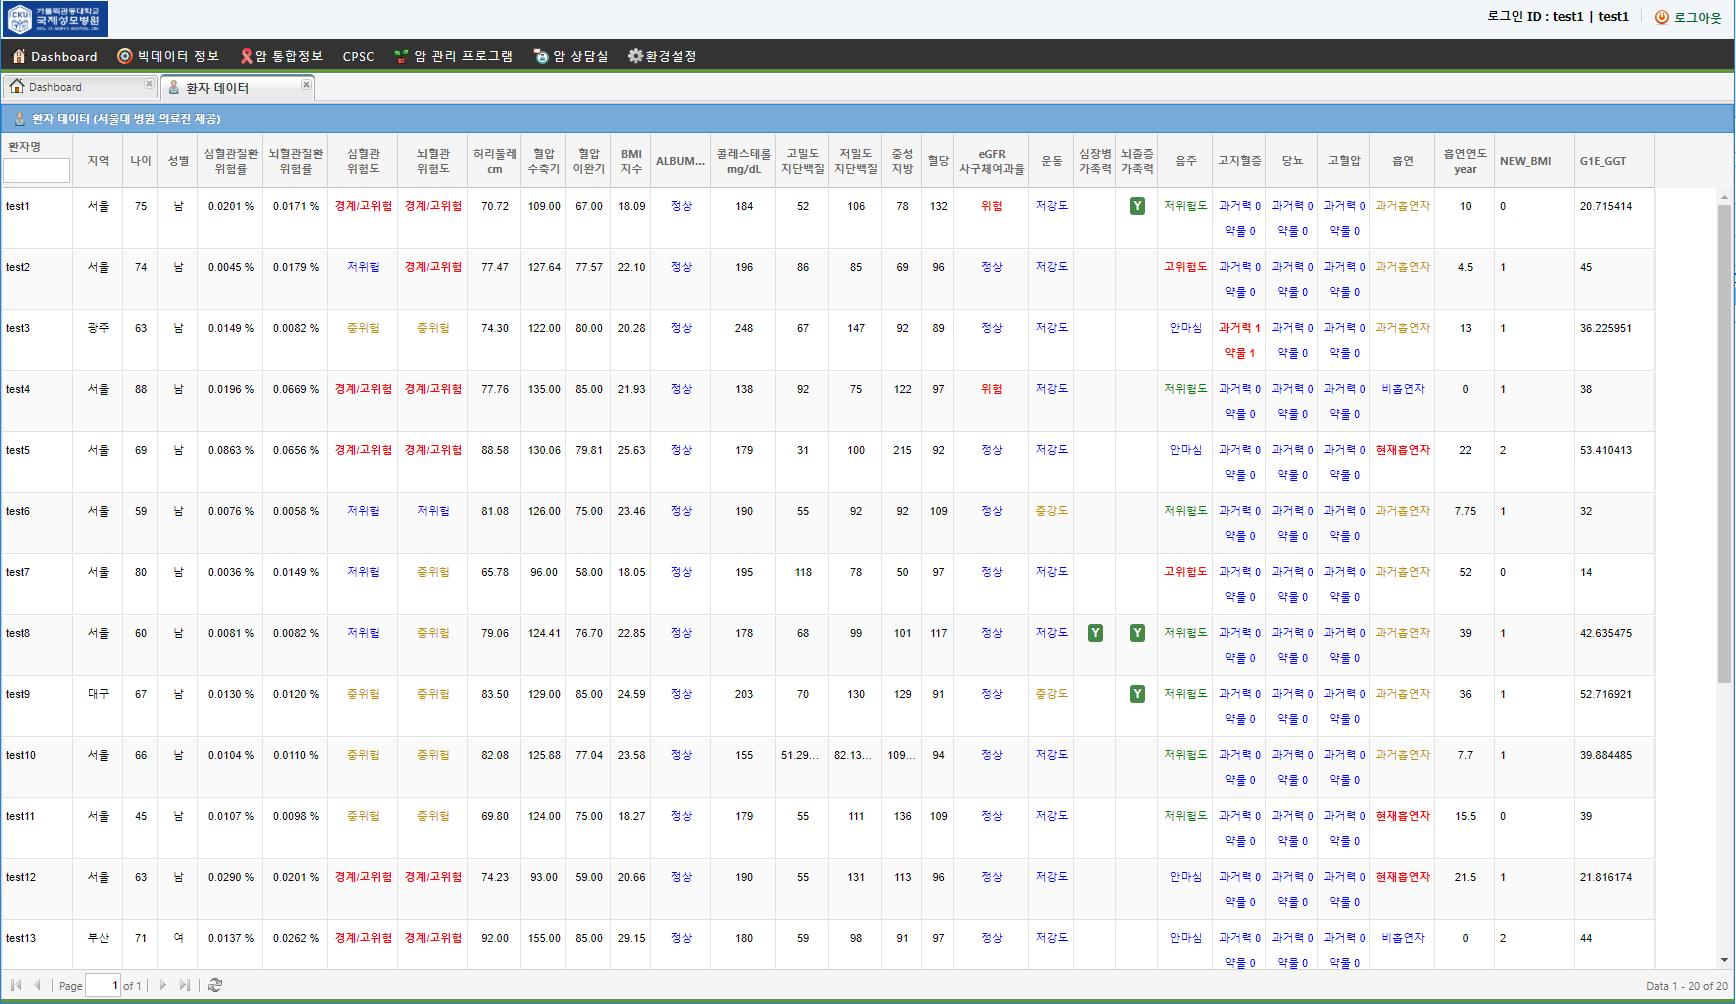 CKU 가톨릭관동대학교
국제성모병원
로그인 ID : test1 | test1 로그아웃
Dashboard 빅데이터 정보 암 통합정보 CPSC 암 관리 프로그램 암 상담실 환경설정
Dashboard 환자 데이터
환자 데이터 (서울대 병원 의료진 제공)
환자명 지역 나이 성별 심혈관질환 위험률 뇌혈관질환 위험률 심혈관 위험도 뇌혈관 위험도 허리둘레 cm 혈압 수축기 혈압 이완기 BMI 지수 ALBUM... 콜레스테롤 mg/dL 고밀도 지단백질 저밀도 지단백질 중성 지방 혈당 eGFR 사구체여과율 운동 심장병 가족력 뇌졸중 가족력 음주 고지혈증 당뇨 고혈압 흡연 흡연연도 year NEW_BMI G1E_GGT
test1 서울 75 남 0.0201 % 0.0171 % 경계/고위험 경계/고위험 70.72 109.00 67.00 18.09 정상 184 52 106 78 132 위험 저강도 Y 저위험도 과거력 0 과거력 0 과거력 0 과거흡연자 10 0 20.715414
약물 0 약물 0 약물 0
test2 서울 74 남 0.0045 % 0.0179 % 저위험 경계/고위험 77.47 127.64 77.57 22.10 정상 196 86 85 69 96 정상 저강도 고위험도 과거력 0 과거력 0 과거력 0 과거흡연자 4.5 1 45
약물 0 약물 0 약물 0
test3 광주 63 남 0.0149 % 0.0082 % 중위험 중위험 74.30 122.00 80.00 20.28 정상 248 67 147 92 89 정상 저강도 안마심 과거력 1 과거력 0 과거력 0 과거흡연자 13 1 36.225951
약물 1 약물 0 약물 0
test4 서울 88 남 0.0196 % 0.0669 % 경계/고위험 경계/고위험 77.76 135.00 85.00 21.93 정상 138 92 75 122 97 위험 저강도 저위험도 과거력 0 과거력 0 과거력 0 비흡연자 0 1 38
약물 0 약물 0 약물 0
test5 서울 69 남 0.0863 % 0.0656 % 경계/고위험 경계/고위험 88.58 130.06 79.81 25.63 정상 179 31 100 215 92 정상 저강도 안마심 과거력 0 과거력 0 과거력 0 현재흡연자 22 2 53.410413
약물 0 약물 0 약물 0
test6 서울 59 남 0.0076 % 0.0058 % 저위험 저위험 81.08 126.00 75.00 23.46 정상 190 55 92 92 109 정상 중강도 저위험도 과거력 0 과거력 0 과거력 0 과거흡연자 7.75 1 32
약물 0 약물 0 약물 0
test7 서울 80 남 0.0036 % 0.0149 % 저위험 중위험 65.78 96.00 58.00 18.05 정상 195 118 78 50 97 정상 저강도 고위험도 과거력 0 과거력 0 과거력 0 과거흡연자 52 0 14
약물 0 약물 0 약물 0
test8 서울 60 남 0.0081 % 0.0082 % 저위험 중위험 79.06 124.41 76.70 22.85 정상 178 68 99 101 117 정상 저강도 Y Y 저위험도 과거력 0 과거력 0 과거력 0 과거흡연자 39 1 42.635475
약물 0 약물 0 약물 0
test9 대구 67 남 0.0130 % 0.0120 % 중위험 중위험 83.50 129.00 85.00 24.59 정상 203 70 130 129 91 정상 중강도 Y 저위험도 과거력 0 과거력 0 과거력 0 과거흡연자 36 1 52.716921
약물 0 약물 0 약물 0
test10 서울 66 남 0.0104 % 0.0110 % 중위험 중위험 82.08 125.88 77.04 23.58 정상 155 51.29... 82.13... 109... 94 정상 저강도 저위험도 과거력 0 과거력 0 과거력 0 과거흡연자 7.7 1 39.884485
약물 0 약물 0 약물 0
test11 서울 45 남 0.0107 % 0.0098 % 중위험 중위험 69.80 124.00 75.00 18.27 정상 179 55 111 136 109 정상 저강도 저위험도 과거력 0 과거력 0 과거력 0 현재흡연자 15.5 0 39
약물 0 약물 0 약물 0
test12 서울 63 남 0.0290 % 0.0201 % 경계/고위험 경계/고위험 74.23 93.00 59.00 20.66 정상 190 55 131 113 96 정상 저강도 안마심 과거력 0 과거력 0 과거력 0 현재흡연자 21.5 1 21.816174
약물 0 약물 0 약물 0
test13 부산 71 여 0.0137 % 0.0262 % 경계/고위험 경계/고위험 92.00 155.00 85.00 29.15 정상 180 59 98 91 97 정상 저강도 안마심 과거력 0 과거력 0 과거력 0 비흡연자 0 2 44
약물 0 약물 0 약물 0
Page 1 of 1 Data 1 - 20 of 20